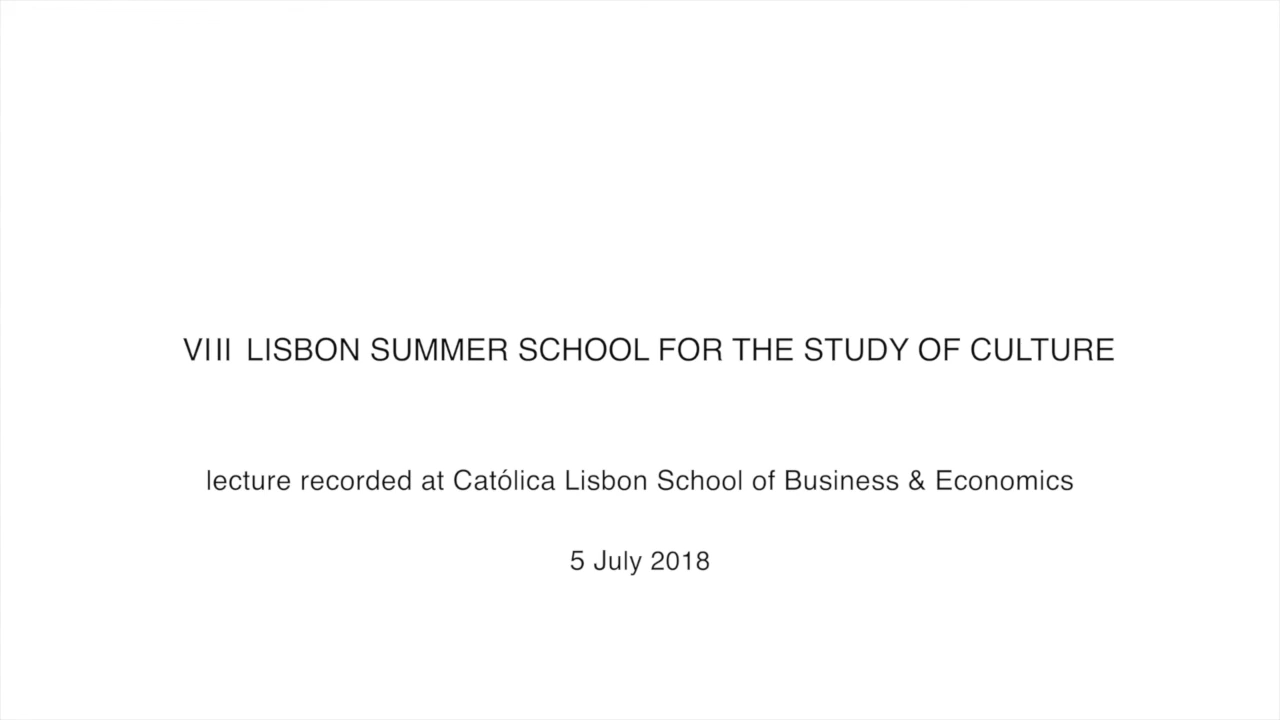 VIII LISBON SUMMER SCHOOL FOR THE STUDY OF CULTURE
lecture recorded at Católica Lisbon School of Business & Economics
5 July 2018